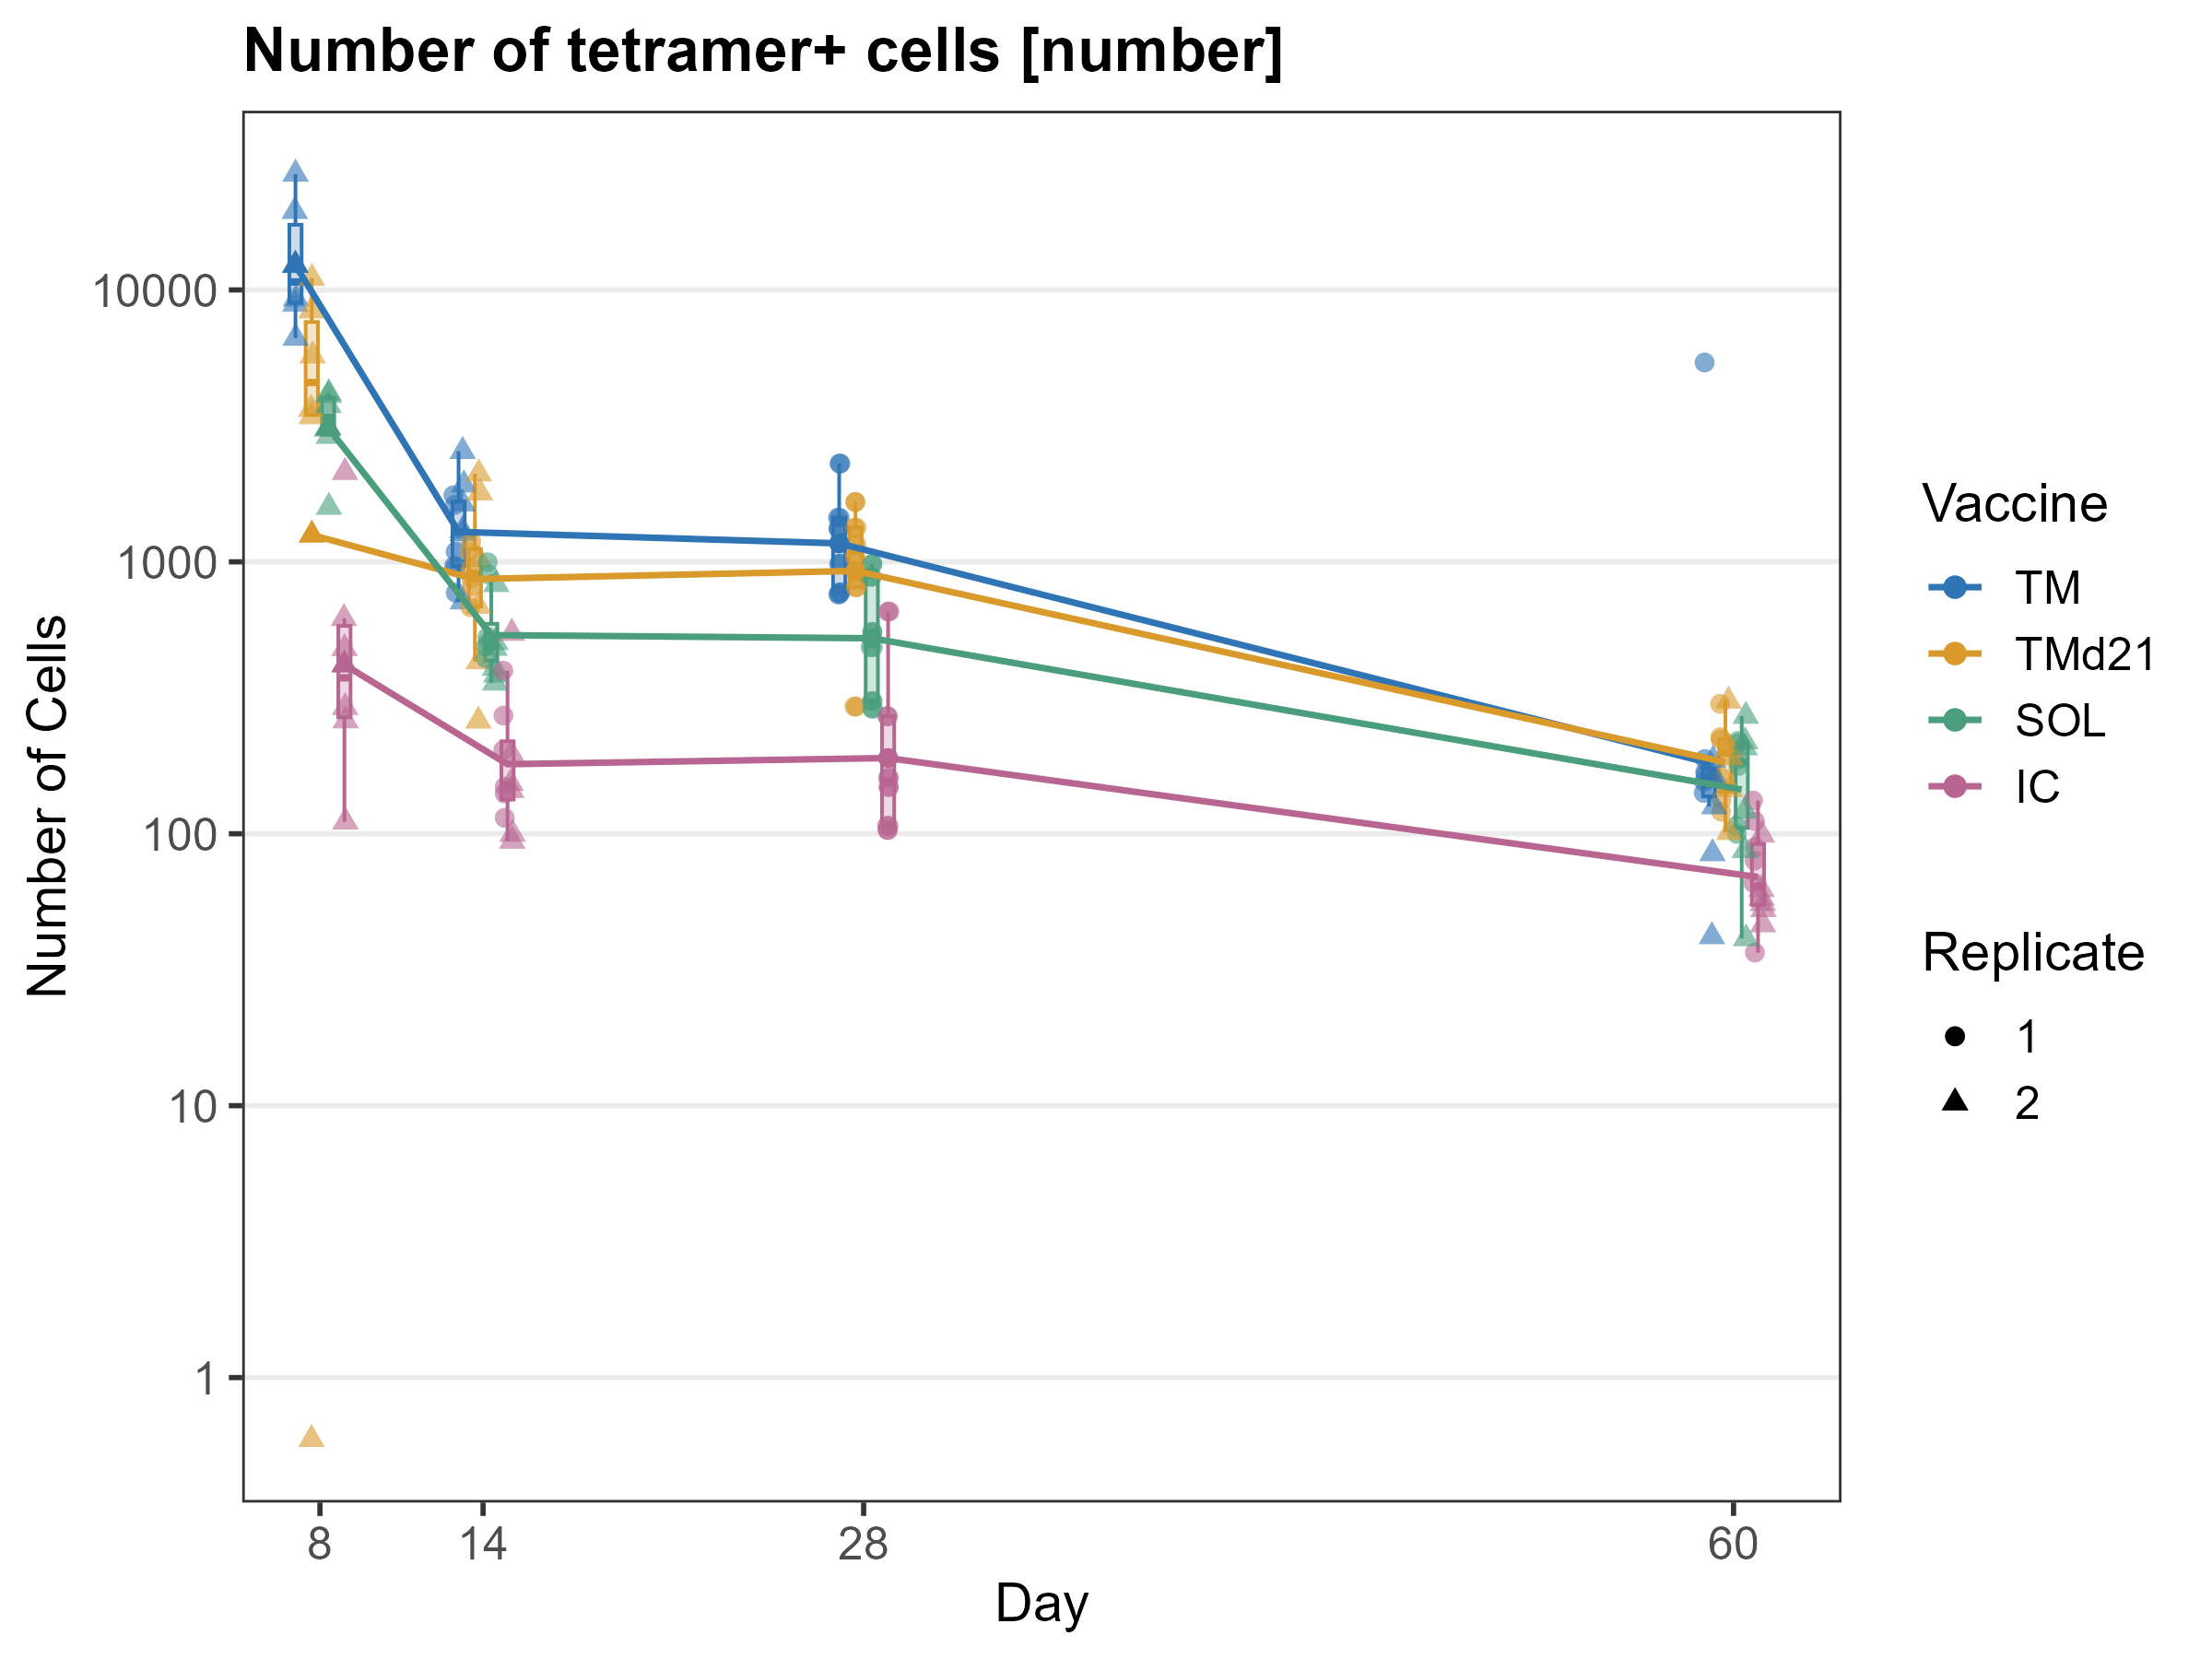 Number of tetramer+ cells [number]
Number of Cells
10000
1000
100
10
1
8 14 28 60
Day
Vaccine
TM
TMd21
SOL
IC
Replicate
1
2